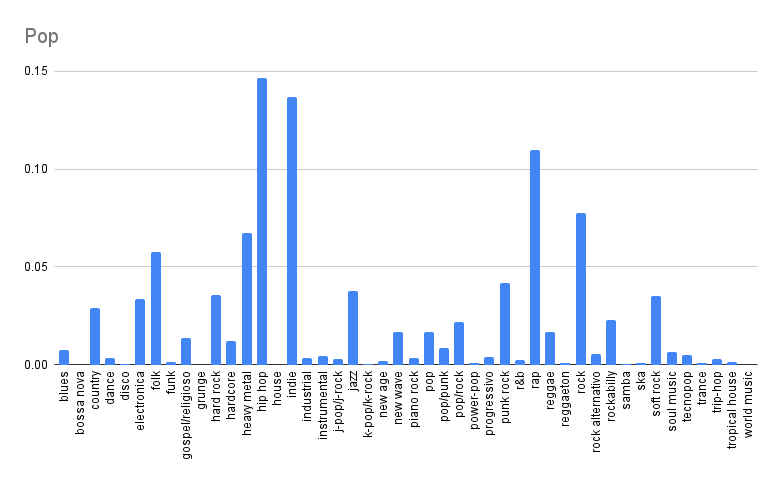 Pop
0.15
0.10
0.05
0.00
blues
bossa nova
country
dance
disco
electronica
folk
funk
gospel/religioso
grunge
hard rock
hardcore
heavy metal
hip hop
house
indie
industrial
instrumental
j-pop/j-rock
jazz
k-pop/k-rock
new age
new wave
piano rock
pop
pop/punk
pop/rock
power-pop
progressivo
punk rock
r&b
rap
reggae
reggaeton
rock
rock alternativo
rockabilly
samba
ska
soft rock
soul music
tecnopop
trance
trip-hop
tropical house
world music